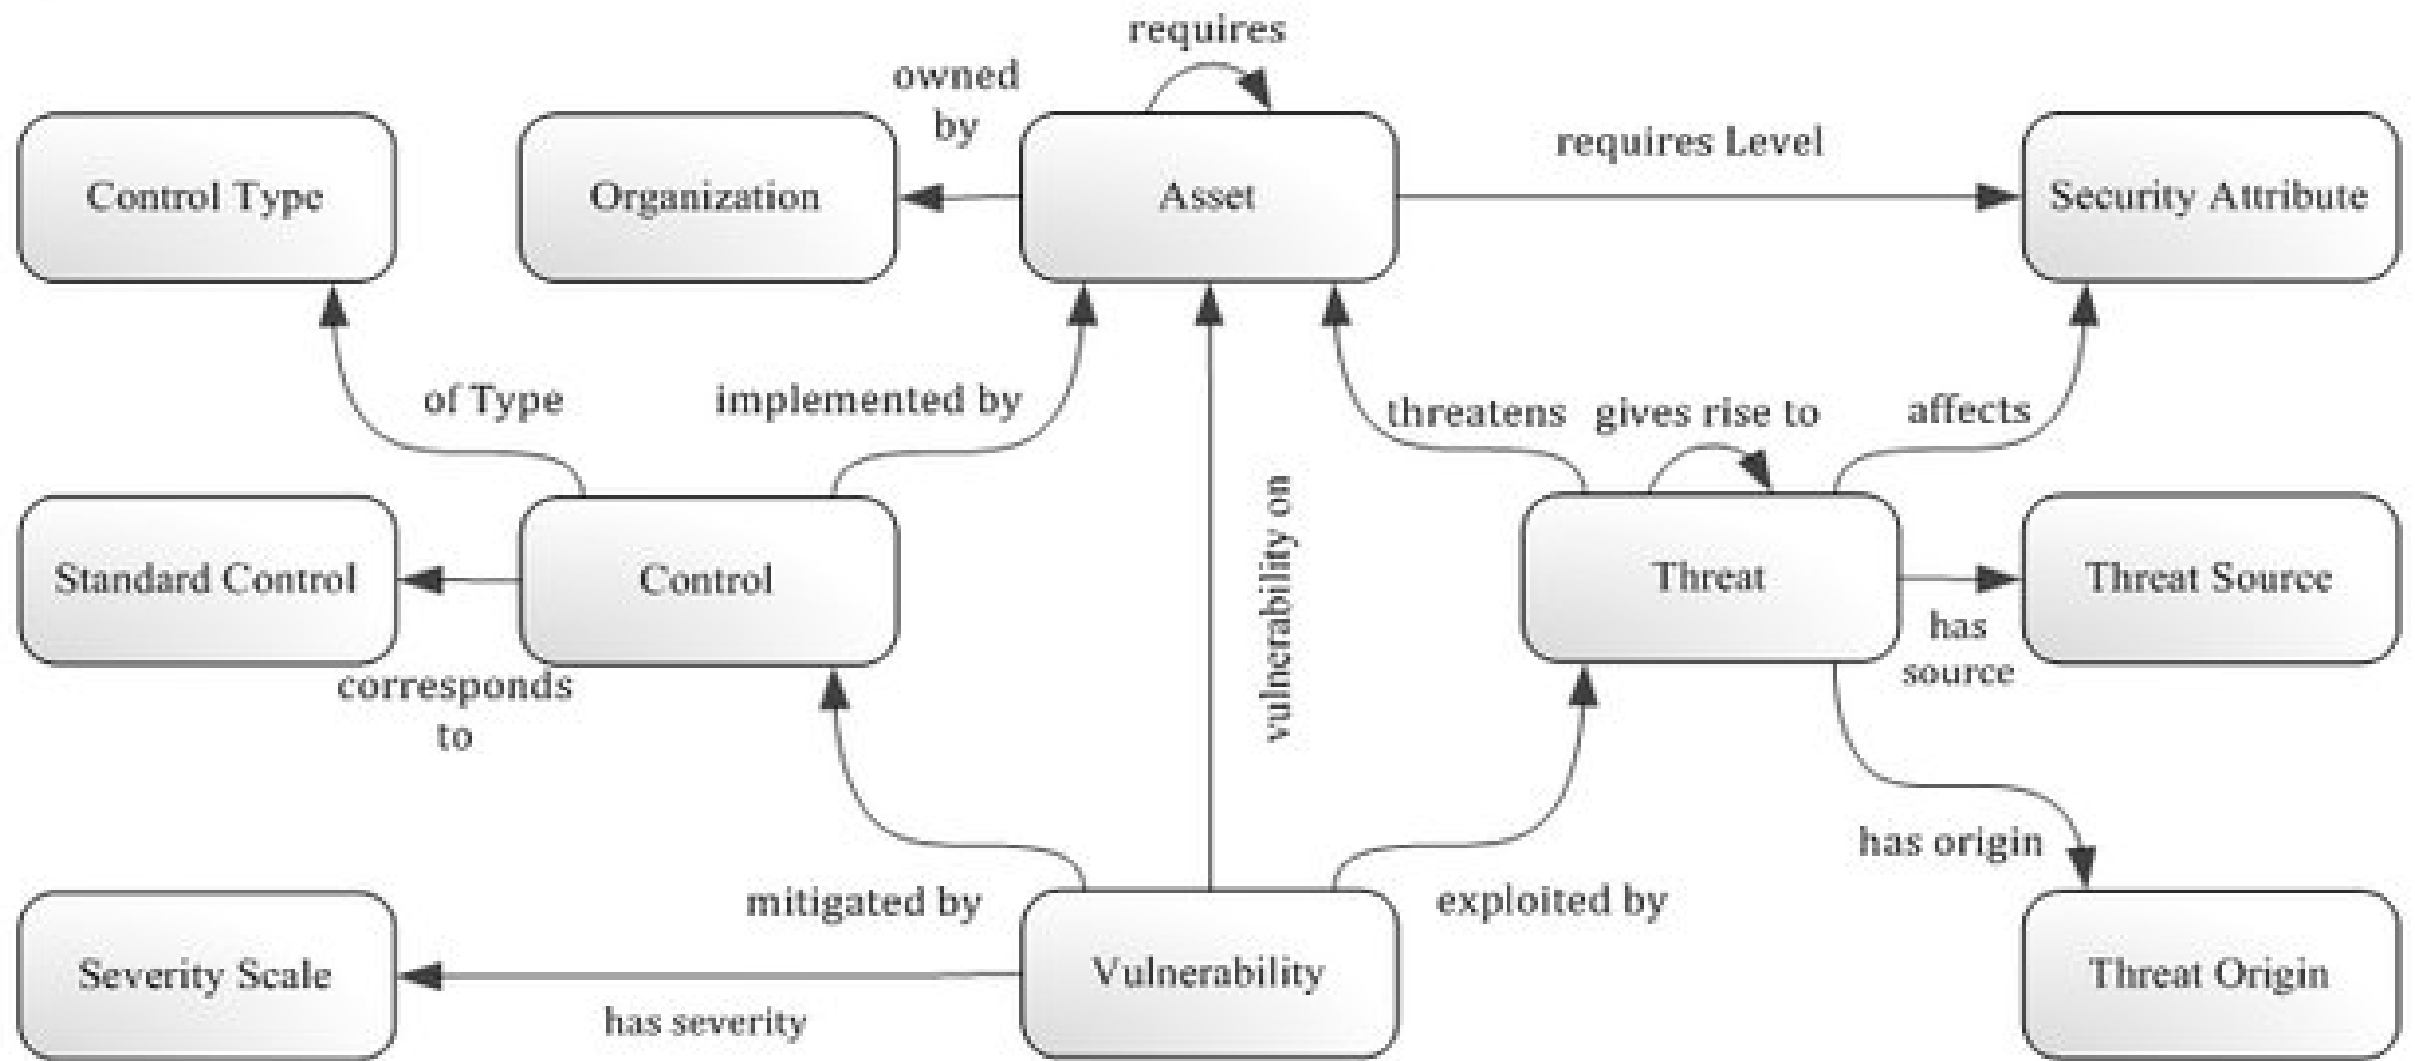 requires
owned
by
requires Level
Control Type
Organization
Asset
Security Attribute
of Type
implemented by
threatens
gives rise to
affects
vulnerability on
Standard Control
Control
Threat
Threat Source
has
source
corresponds
to
has origin
mitigated by
exploited by
Severity Scale
Vulnerability
Threat Origin
has severity